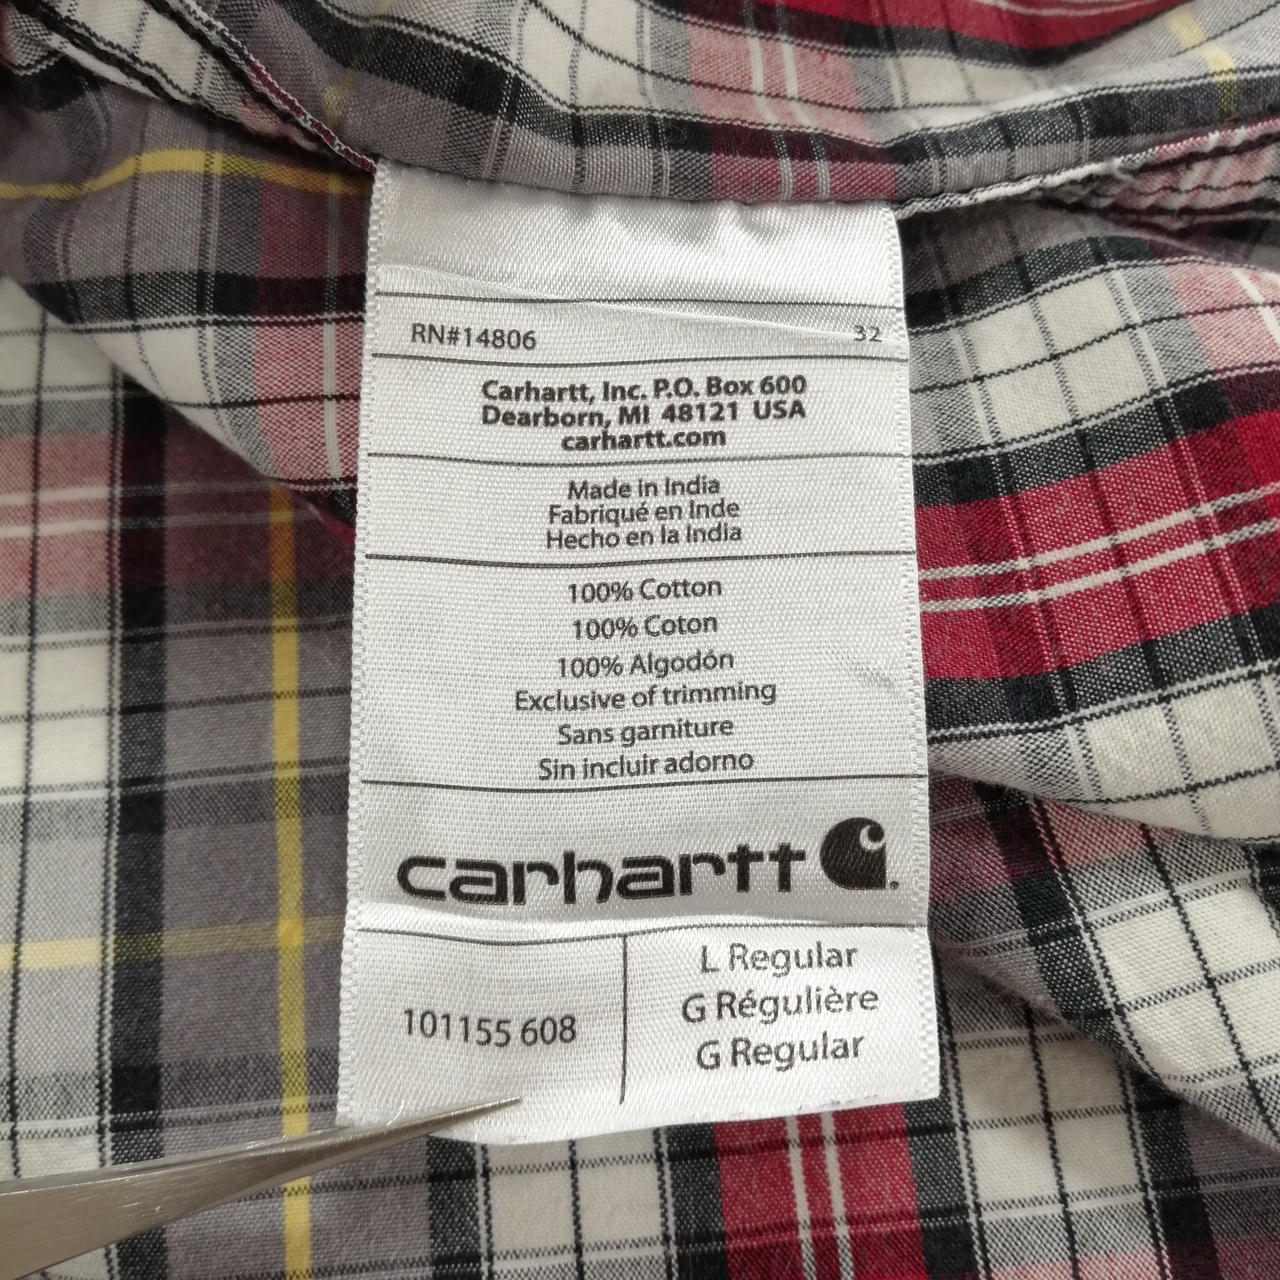 RN#14806 32
Carhartt, Inc. P.O. Box 600
Dearborn, MI 48121 USA
carhartt.com
Made in India
Fabriqué en Inde
Hecho en la India
100% Cotton
100% Coton
100% Algodón
Exclusive of trimming
Sans garniture
Sin incluir adorno
carhartt
101155 608
L Regular
G Régulière
G Regular